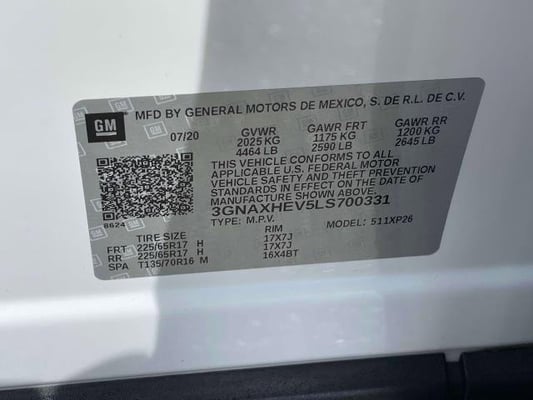 MFD BY GENERAL MOTORS DE MEXICO, S. DE R.L. DE C.V.
GM
07/20 GVWR GAWR FRT GAWR RR
2025 KG 1175 KG 1200 KG
4464 LB 2590 LB 2645 LB
THIS VEHICLE CONFORMS TO ALL
APPLICABLE U.S. FEDERAL MOTOR
VEHICLE SAFETY AND THEFT PREVENTION
STANDARDS IN EFFECT ON THE DATE OF
MANUFACTURE SHOWN ABOVE.
3GNAXHEV5LS700331
8624 TYPE: M.P.V. MODEL: 511XP26
TIRE SIZE RIM
FRT 225/65R17 H 17X7J
RR 225/65R17 H 17X7J
SPA T135/70R16 M 16X4BT